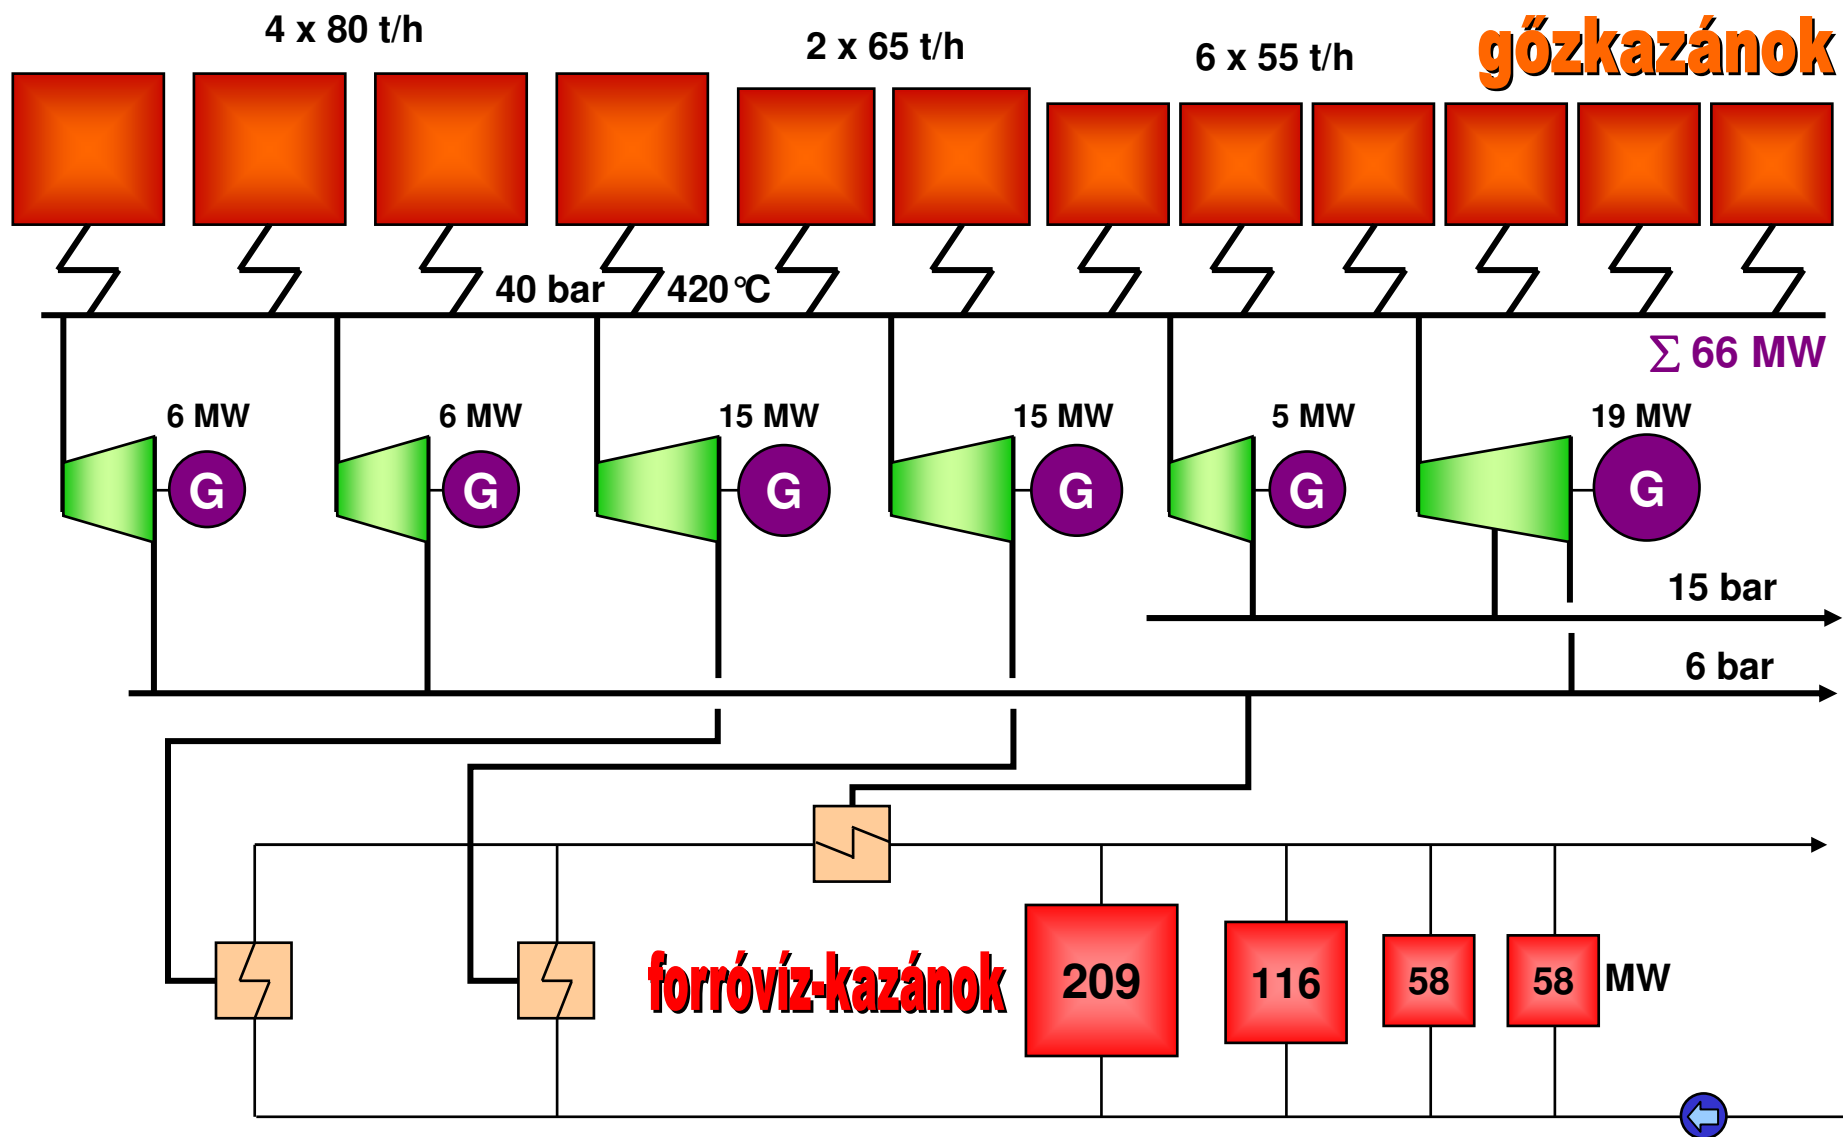 4 x 80 t/h
2 x 65 t/h
6 x 55 t/h
gőzkazánok
40 bar
420°C
Σ 66 MW
6 MW
6 MW
15 MW
15 MW
5 MW
19 MW
G
G
G
G
G
G
15 bar
6 bar
forróvíz-kazánok
209
116
58
58
MW